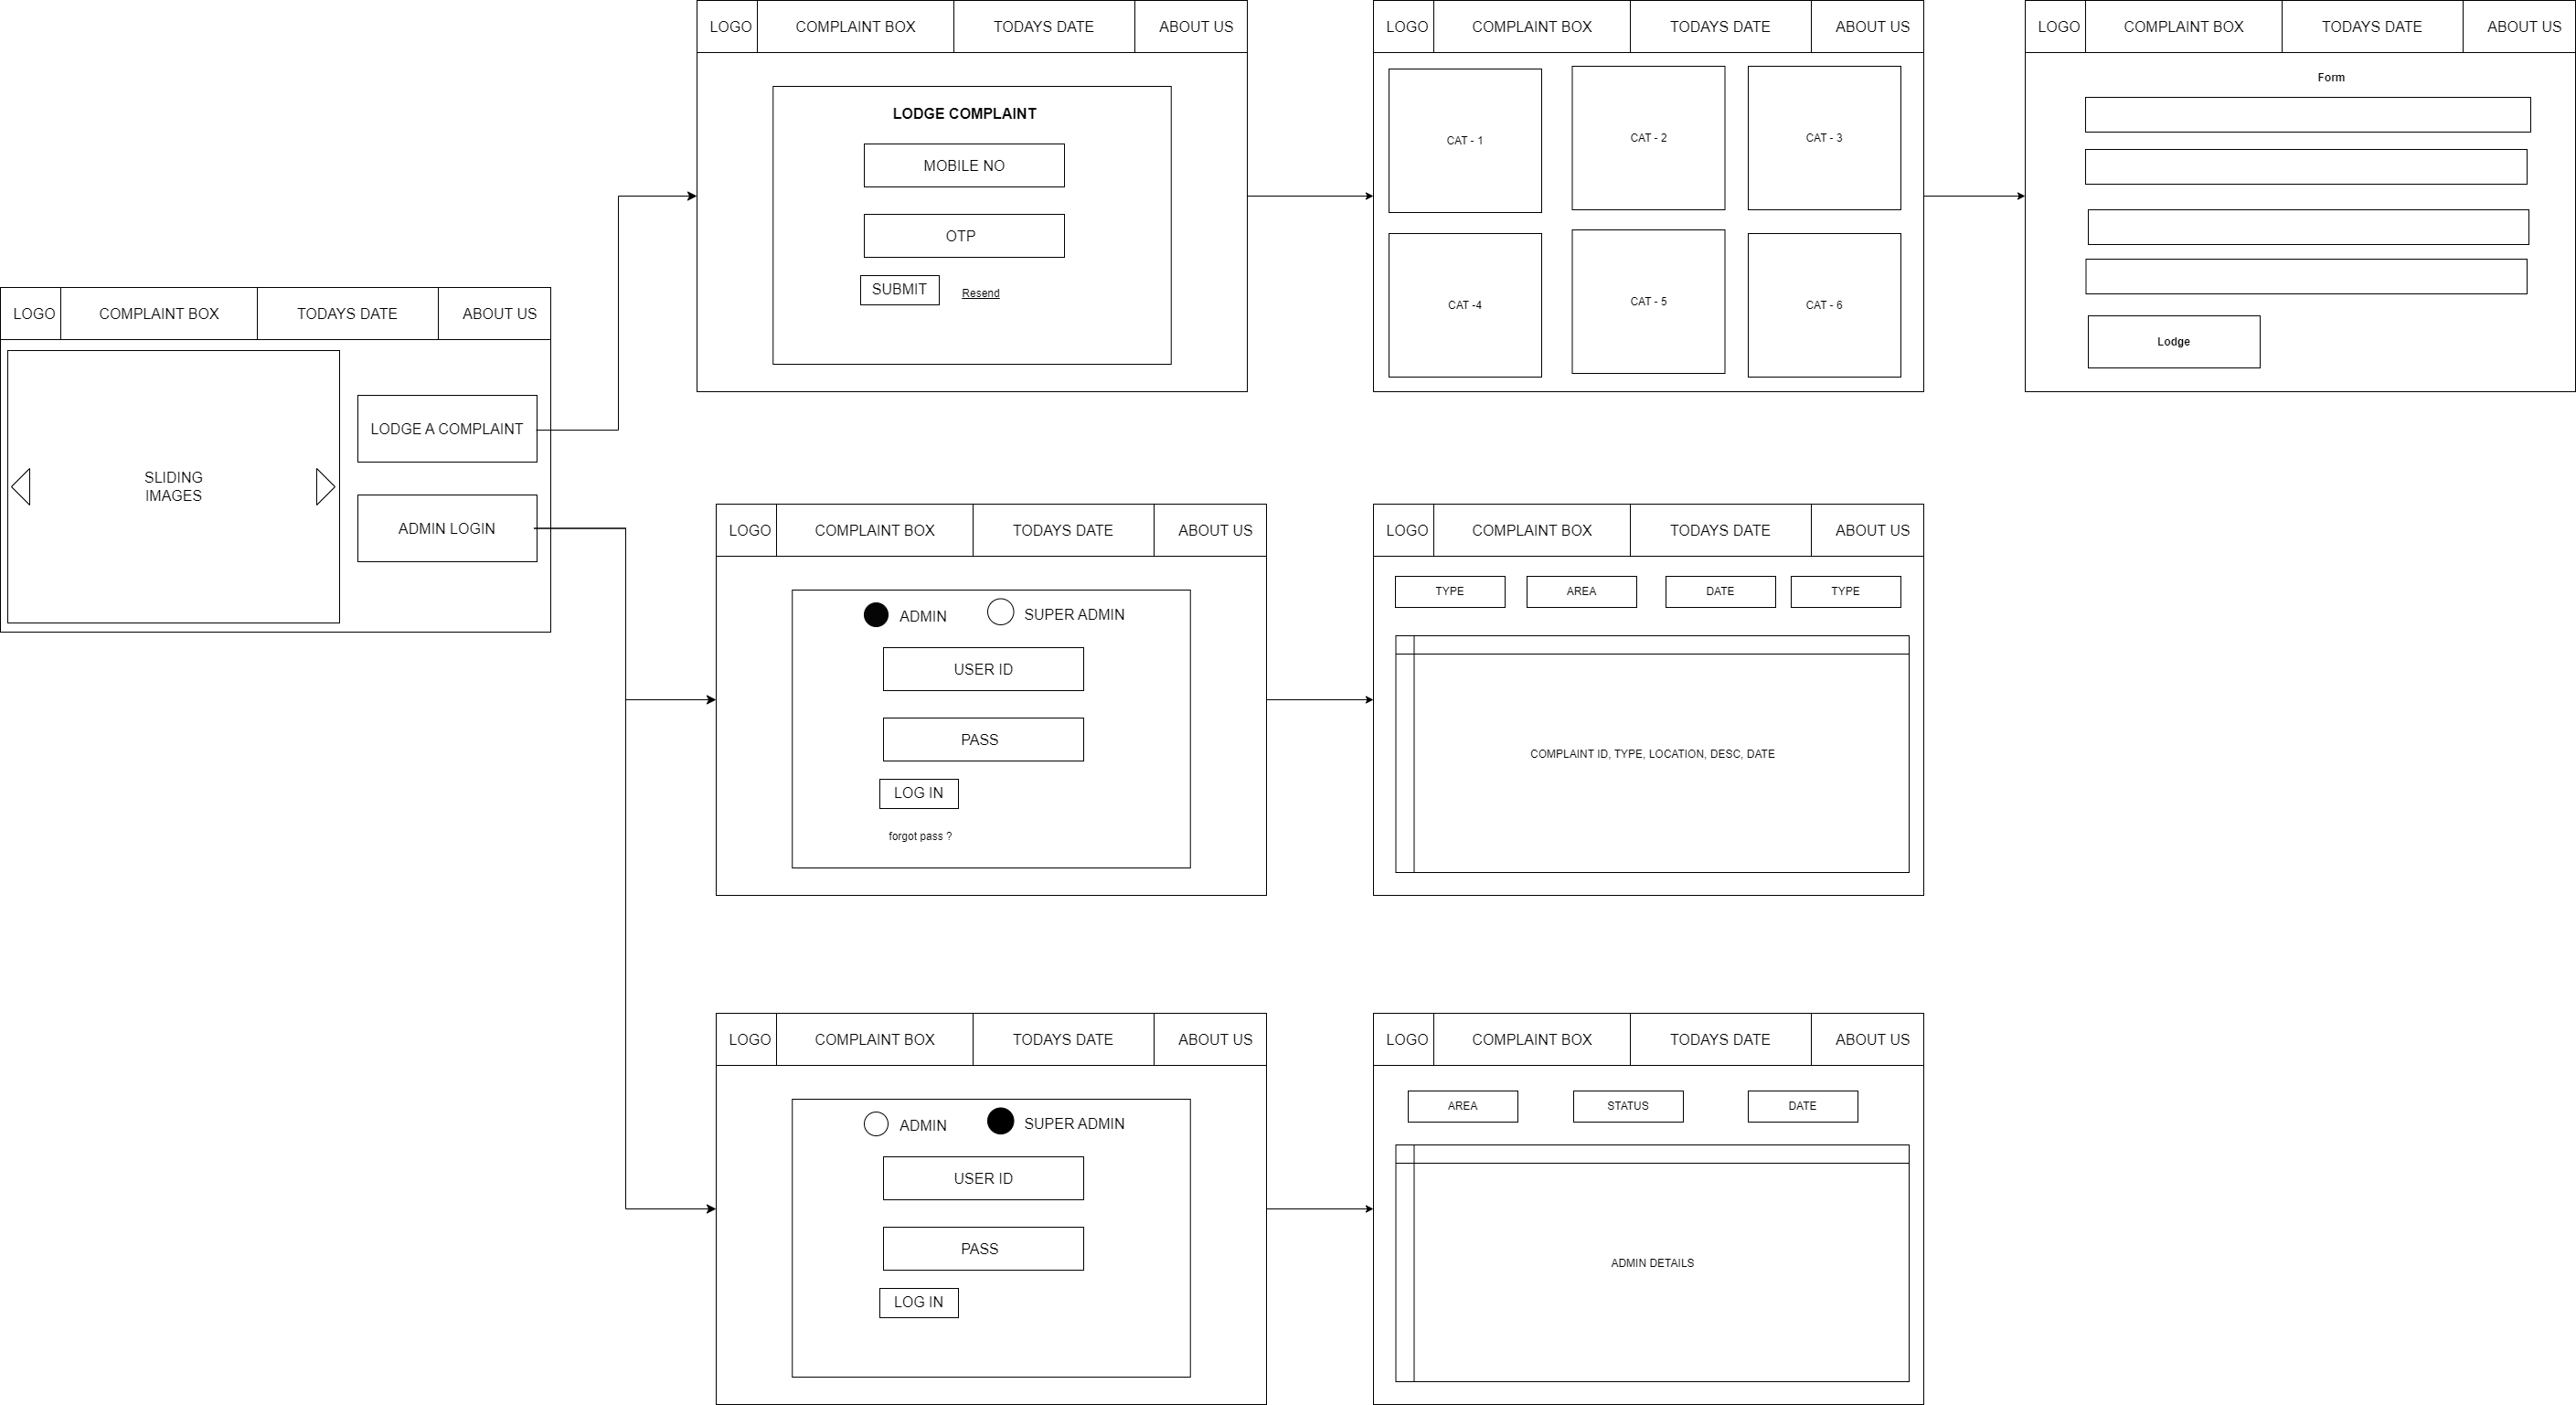 LOGO
COMPLAINT BOX
TODAYS DATE
ABOUT US
SLIDING
IMAGES
LODGE A COMPLAINT
ADMIN LOGIN
LOGO
COMPLAINT BOX
TODAYS DATE
ABOUT US
LODGE COMPLAINT
MOBILE NO
OTP
SUBMIT
Resend
LOGO
COMPLAINT BOX
TODAYS DATE
ABOUT US
CAT - 1
CAT - 2
CAT - 3
CAT -4
CAT - 5
CAT - 6
LOGO
COMPLAINT BOX
TODAYS DATE
ABOUT US
Form
Lodge
LOGO
COMPLAINT BOX
TODAYS DATE
ABOUT US
ADMIN
SUPER ADMIN
USER ID
PASS
LOG IN
forgot pass ?
LOGO
COMPLAINT BOX
TODAYS DATE
ABOUT US
TYPE
AREA
DATE
TYPE
COMPLAINT ID, TYPE, LOCATION, DESC, DATE
LOGO
COMPLAINT BOX
TODAYS DATE
ABOUT US
ADMIN
SUPER ADMIN
USER ID
PASS
LOG IN
LOGO
COMPLAINT BOX
TODAYS DATE
ABOUT US
AREA
STATUS
DATE
ADMIN DETAILS